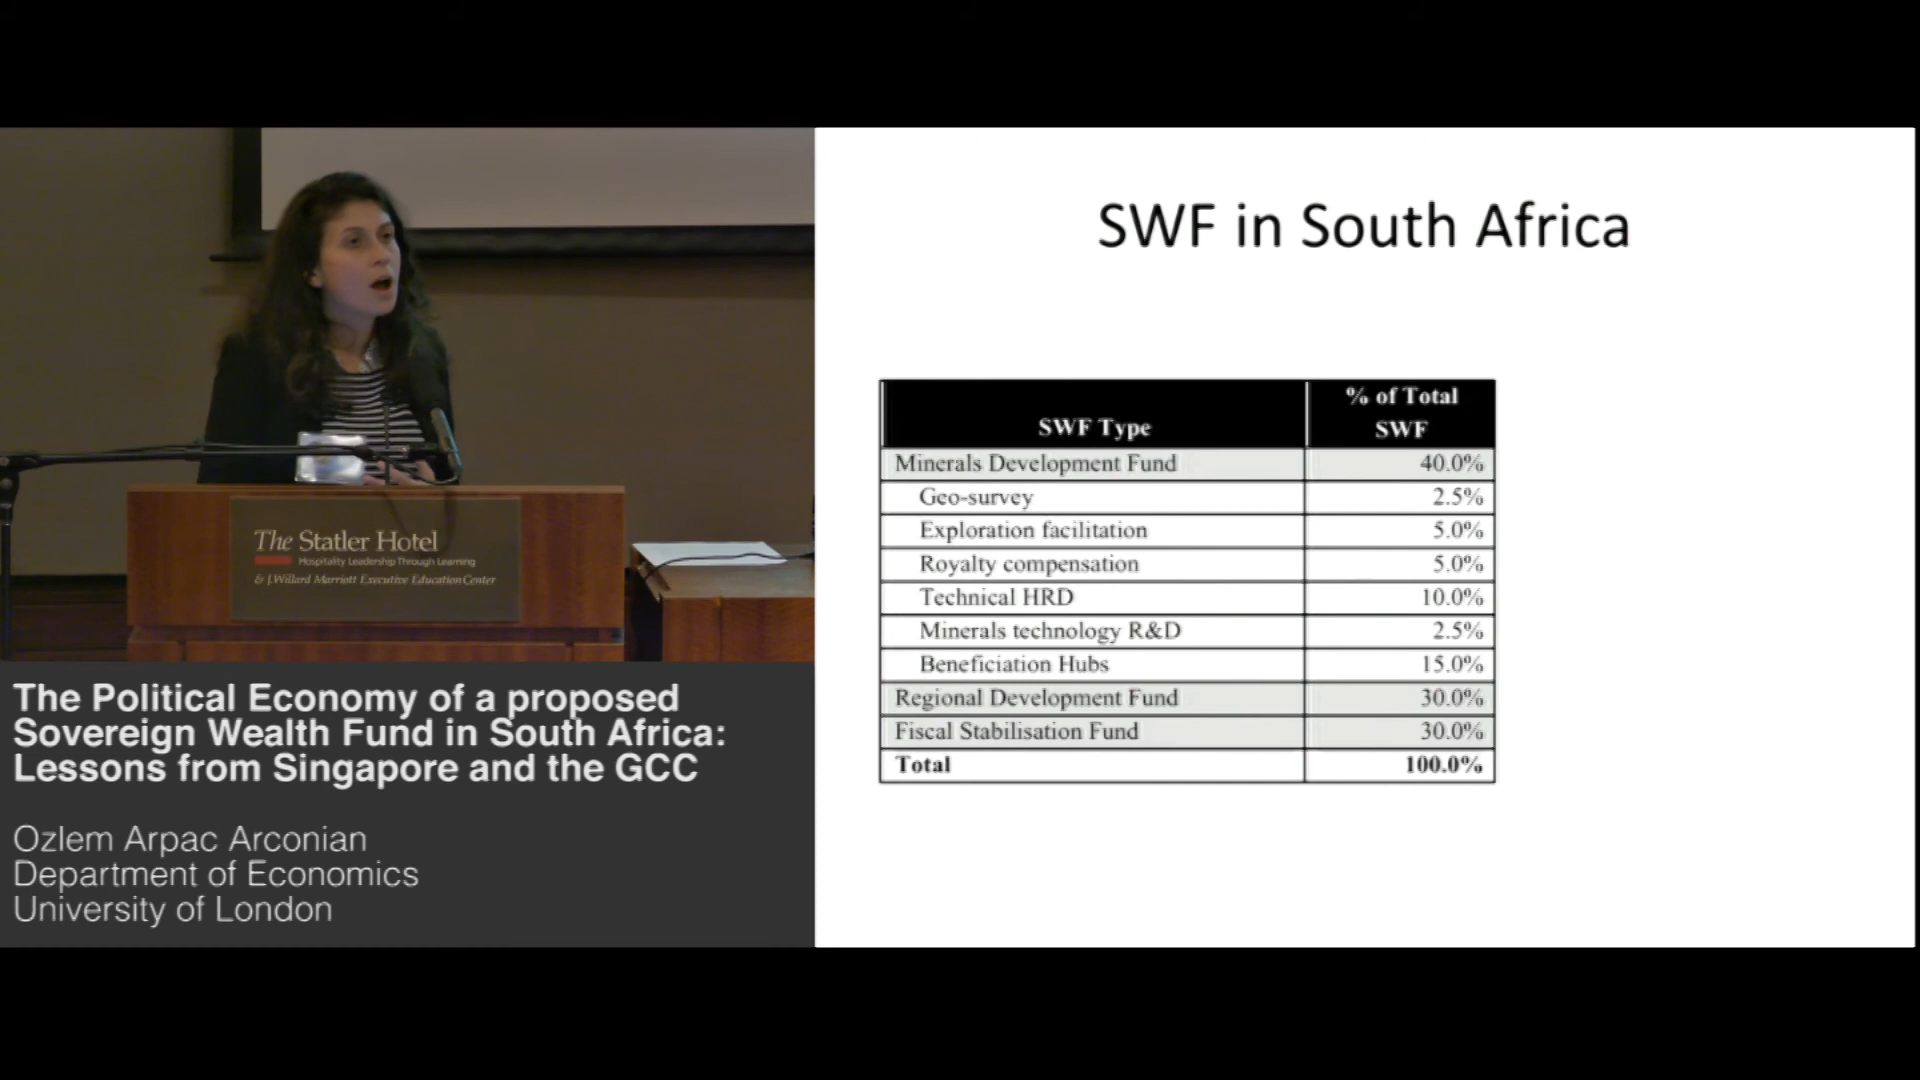 The Statler Hotel
Hospitality Leadership Through Learning
& J.Willard Marriott Executive Education Center
The Political Economy of a proposed
Sovereign Wealth Fund in South Africa:
Lessons from Singapore and the GCC
Ozlem Arpac Arconian
Department of Economics
University of London
SWF in South Africa
SWF Type % of Total SWF
Minerals Development Fund 40.0%
Geo-survey 2.5%
Exploration facilitation 5.0%
Royalty compensation 5.0%
Technical HRD 10.0%
Minerals technology R&D 2.5%
Beneficiation Hubs 15.0%
Regional Development Fund 30.0%
Fiscal Stabilisation Fund 30.0%
Total 100.0%